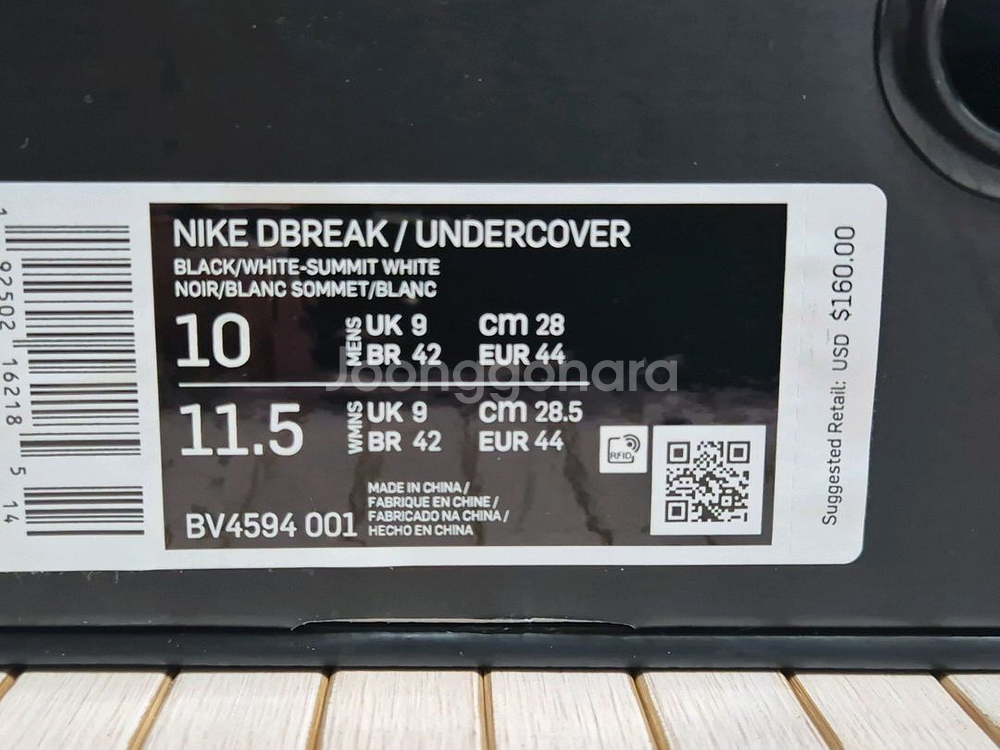 NIKE DBREAK / UNDERCOVER
BLACK/WHITE-SUMMIT WHITE
NOIR/BLANC SOMMET/BLANC
10 MENS UK 9 CM 28
BR 42 EUR 44
11.5 WMNS UK 9 CM 28.5
BR 42 EUR 44
RFID
BV4594 001
MADE IN CHINA /
FABRIQUE EN CHINE /
FABRICADO NA CHINA /
HECHO EN CHINA
1 92502 16218 5 14
Suggested Retail: USD $160.00
Joonggonara